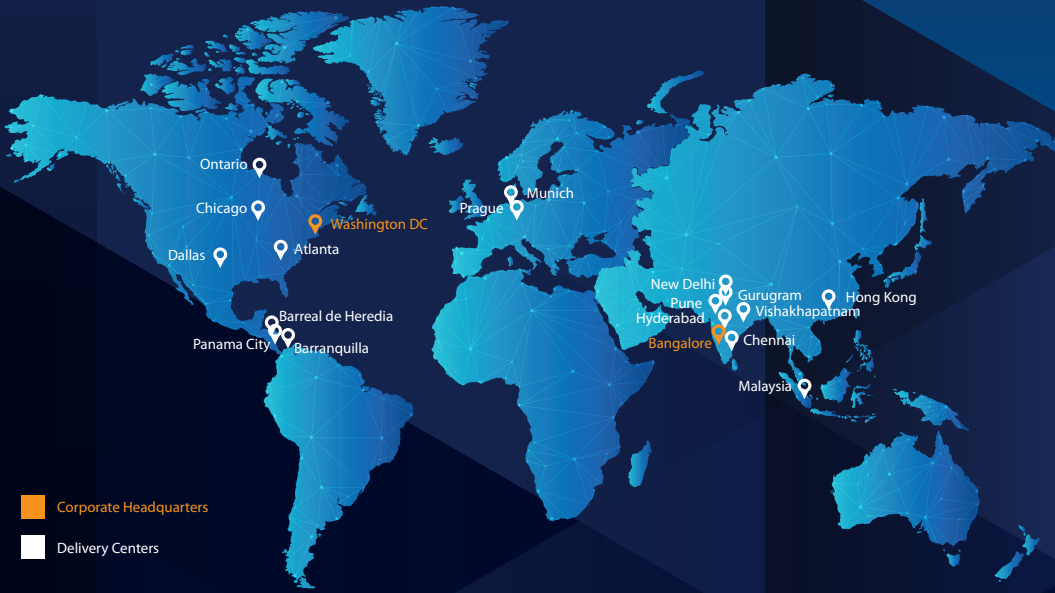 Ontario
Chicago
Washington DC
Dallas
Atlanta
Barreal de Heredia
Panama City
Barranquilla
Munich
Prague
New Delhi
Gurugram
Pune
Vishakhapatnam
Hyderabad
Bangalore
Chennai
Hong Kong
Malaysia
Corporate Headquarters
Delivery Centers